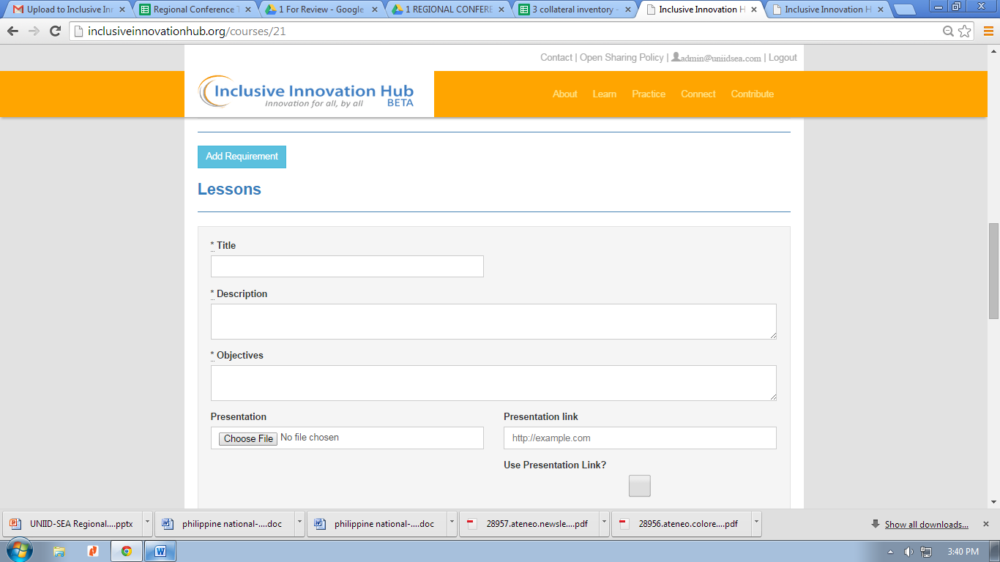 Upload to Inclusive Inn
Regional Conference T
1 For Review - Google
1 REGIONAL CONFERE
3 collateral inventory -
Inclusive Innovation H
Inclusive Innovation H
inclusiveinnovationhub.org/courses/21
Contact | Open Sharing Policy | admin@uniidsea.com | Logout
Inclusive Innovation Hub
BETA
Innovation for all, by all
About Learn Practice Connect Contribute
Add Requirement
Lessons
* Title
* Description
* Objectives
Presentation
Choose File No file chosen
Presentation link
http://example.com
Use Presentation Link?
UNIID-SEA Regional....pptx
philippine national-....doc
philippine national-....doc
28957.ateneo.newsle....pdf
28956.ateneo.colore....pdf
Show all downloads...
3:40 PM